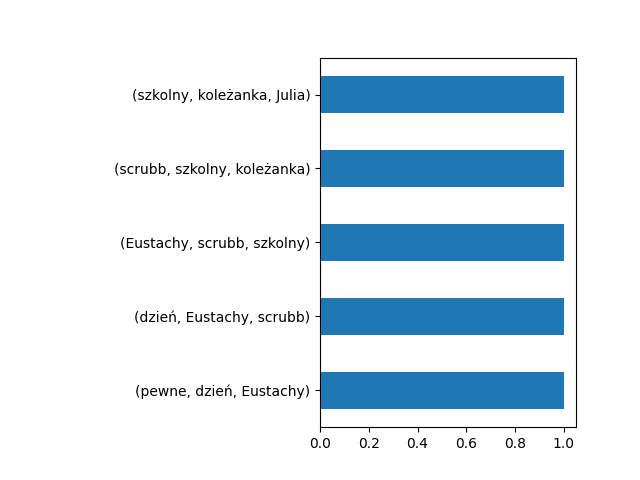 (szkolny, koleżanka, Julia)
(scrubb, szkolny, koleżanka)
(Eustachy, scrubb, szkolny)
(dzień, Eustachy, scrubb)
(pewne, dzień, Eustachy)
0.0 0.2 0.4 0.6 0.8 1.0